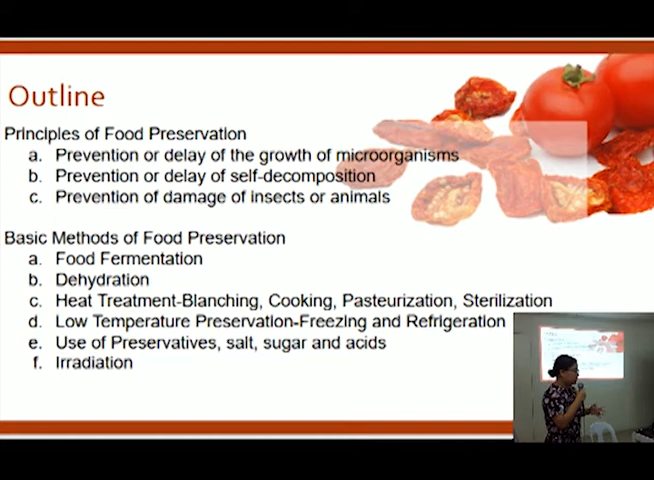 Outline
Principles of Food Preservation
a. Prevention or delay of the growth of microorganisms
b. Prevention or delay of self-decomposition
c. Prevention of damage of insects or animals
Basic Methods of Food Preservation
a. Food Fermentation
b. Dehydration
c. Heat Treatment-Blanching, Cooking, Pasteurization, Sterilization
d. Low Temperature Preservation-Freezing and Refrigeration
e. Use of Preservatives, salt, sugar and acids
f. Irradiation